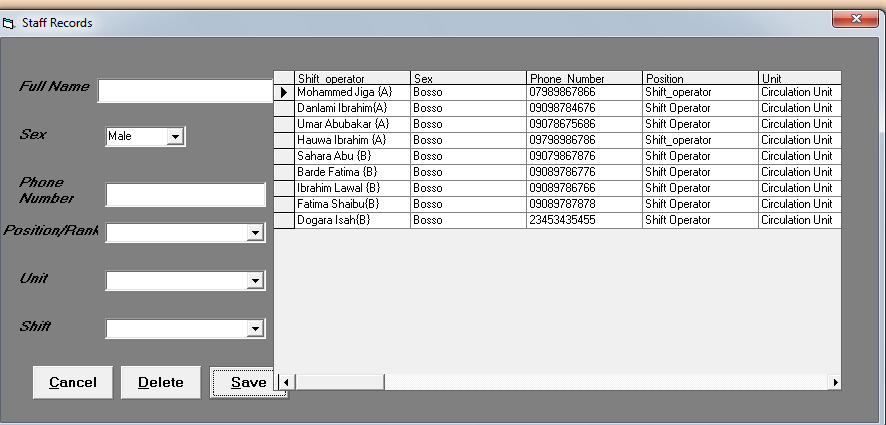 Staff Records
Full Name
Sex Male
Phone Number
Position/Rank
Unit
Shift
Cancel Delete Save
Shift_operator Sex Phone_Number Position Unit
Mohammed Jiga {A} Bosso 07989867866 Shift_operator Circulation Unit
Danlami Ibrahim{A} Bosso 09098784676 Shift Operator Circulation Unit
Umar Abubakar {A} Bosso 09078675686 Shift Operator Circulation Unit
Hauwa Ibrahim {A} Bosso 09798986786 Shift_operator Circulation Unit
Sahara Abu {B} Bosso 09079867876 Shift Operator Circulation Unit
Barde Fatima {B} Bosso 09089786776 Shift Operator Circulation Unit
Ibrahim Lawal {B} Bosso 09089786766 Shift Operator Circulation Unit
Fatima Shaibu{B} Bosso 09089787878 Shift Operator Circulation Unit
Dogara Isah{B} Bosso 23453435455 Shift Operator Circulation Unit